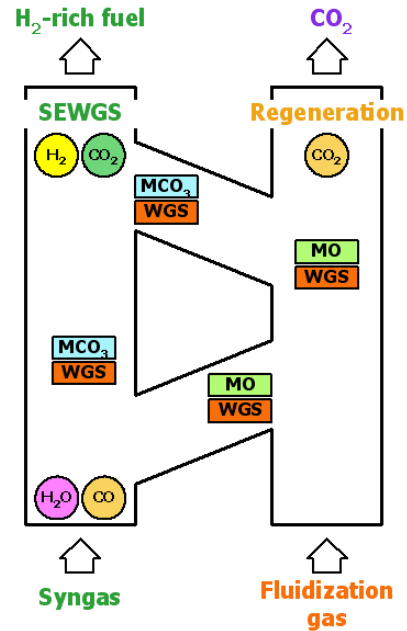 H₂-rich fuel
CO₂
SEWGS
Regeneration
H₂
CO₂
CO₂
MCO₃
WGS
MO
WGS
MCO₃
WGS
MO
WGS
H₂O
CO
Syngas
Fluidization
gas